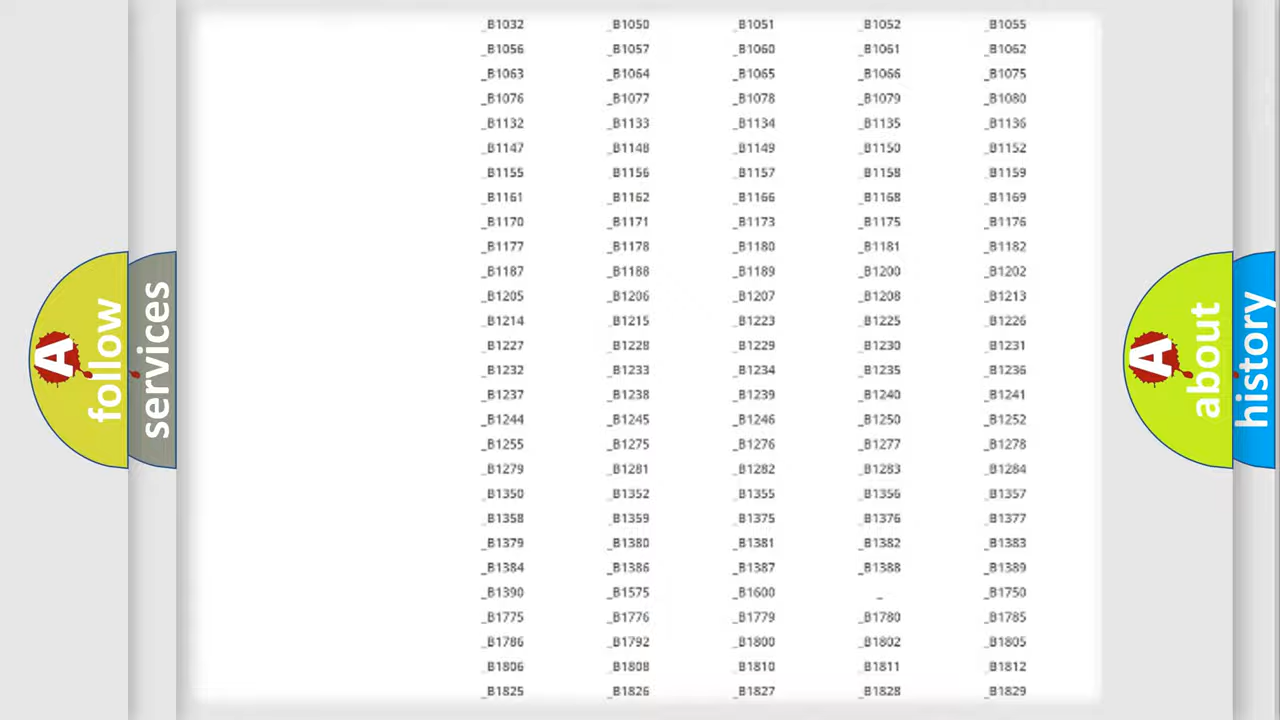 _B1032 _B1050 _B1051 _B1052 _B1055
_B1056 _B1057 _B1060 _B1061 _B1062
_B1063 _B1064 _B1065 _B1066 _B1075
_B1076 _B1077 _B1078 _B1079 _B1080
_B1132 _B1133 _B1134 _B1135 _B1136
_B1147 _B1148 _B1149 _B1150 _B1152
_B1155 _B1156 _B1157 _B1158 _B1159
_B1161 _B1162 _B1166 _B1168 _B1169
_B1170 _B1171 _B1173 _B1175 _B1176
_B1177 _B1178 _B1180 _B1181 _B1182
_B1187 _B1188 _B1189 _B1200 _B1202
_B1205 _B1206 _B1207 _B1208 _B1213
_B1214 _B1215 _B1223 _B1225 _B1226
_B1227 _B1228 _B1229 _B1230 _B1231
_B1232 _B1233 _B1234 _B1235 _B1236
_B1237 _B1238 _B1239 _B1240 _B1241
_B1244 _B1245 _B1246 _B1250 _B1252
_B1255 _B1275 _B1276 _B1277 _B1278
_B1279 _B1281 _B1282 _B1283 _B1284
_B1350 _B1352 _B1355 _B1356 _B1357
_B1358 _B1359 _B1375 _B1376 _B1377
_B1379 _B1380 _B1381 _B1382 _B1383
_B1384 _B1386 _B1387 _B1388 _B1389
_B1390 _B1575 _B1600 _ _B1750
_B1775 _B1776 _B1779 _B1780 _B1785
_B1786 _B1792 _B1800 _B1802 _B1805
_B1806 _B1808 _B1810 _B1811 _B1812
_B1825 _B1826 _B1827 _B1828 _B1829
A
follow
services
A
about
history